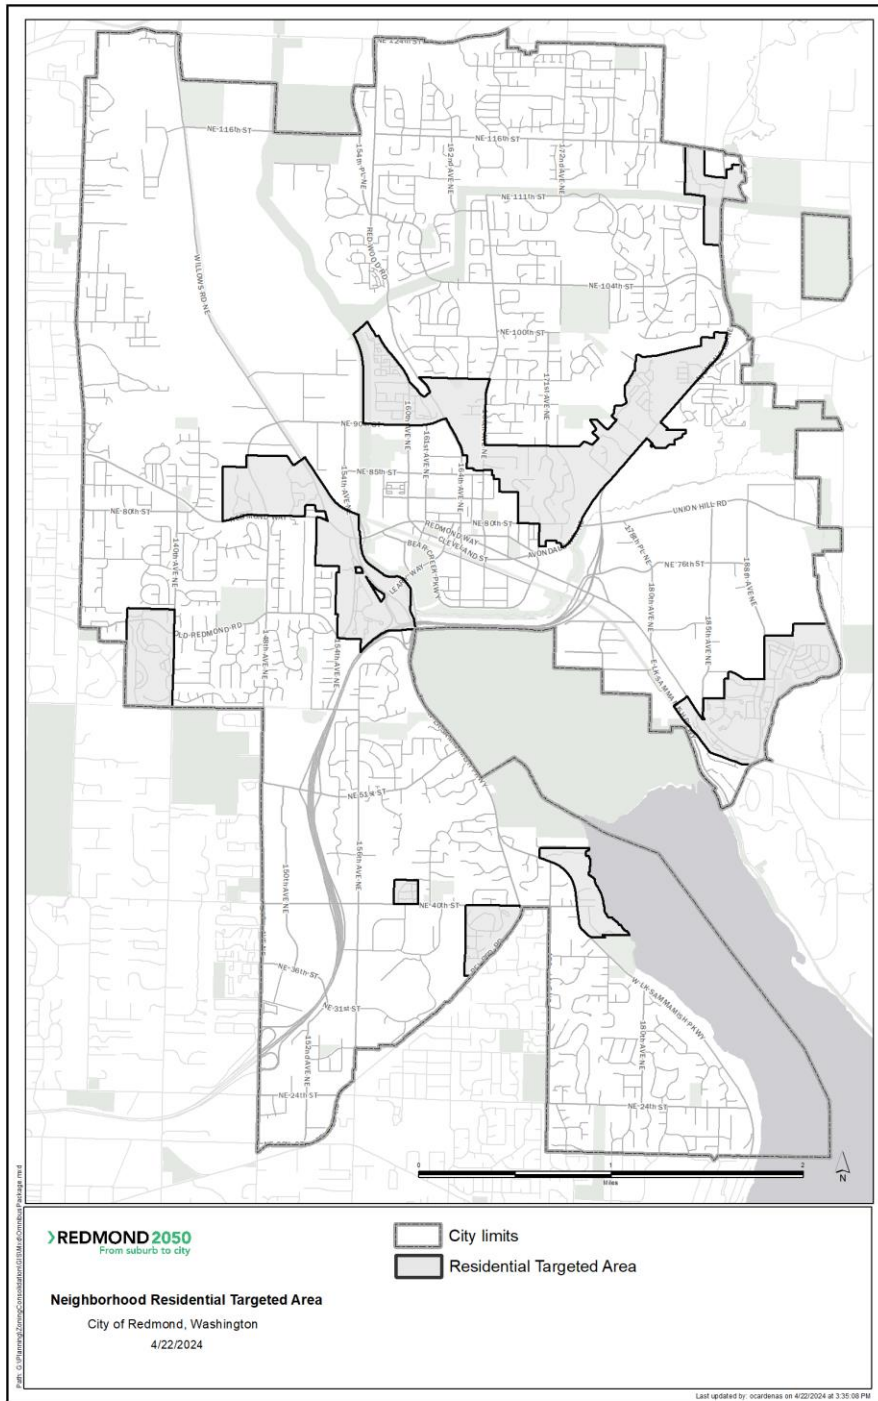 NE 124th ST
NE 116th ST
NE 116th ST
154th PL NE
162nd AVE NE
172nd AVE NE
NE 111th ST
RED-WOOD RD
WILLOWS RD NE
NE 104th ST
NE 100th ST
171st AVE NE
160th AVE NE
NE 90th ST
161st AVE NE
164th AVE NE
NE 85th ST
154th AVE NE
NE 80th ST
REDMOND WAY
NE 80th ST
REDMOND WAY
CLEVELAND ST
UNION HILL RD
BEAR CREEK PKWY
LEARY WAY
178th PL NE
NE 76th ST
188th AVE NE
140th AVE NE
180th AVE NE
185th AVE NE
OLD REDMOND RD
148th AVE NE
154th AVE NE
NE 51st ST
156th AVE NE
150th AVE NE
NE 40th ST
NE 36th ST
NE 31st ST
W LK SAMMAMISH PKWY
180th AVE NE
152nd AVE NE
NE 24th ST
NE 24th ST
0 1 2
Miles
N
REDMOND 2050
From suburb to city
City limits
Residential Targeted Area
Neighborhood Residential Targeted Area
City of Redmond, Washington
4/22/2024
Last updated by: ocardenas on 4/22/2024 at 3:35:08 PM